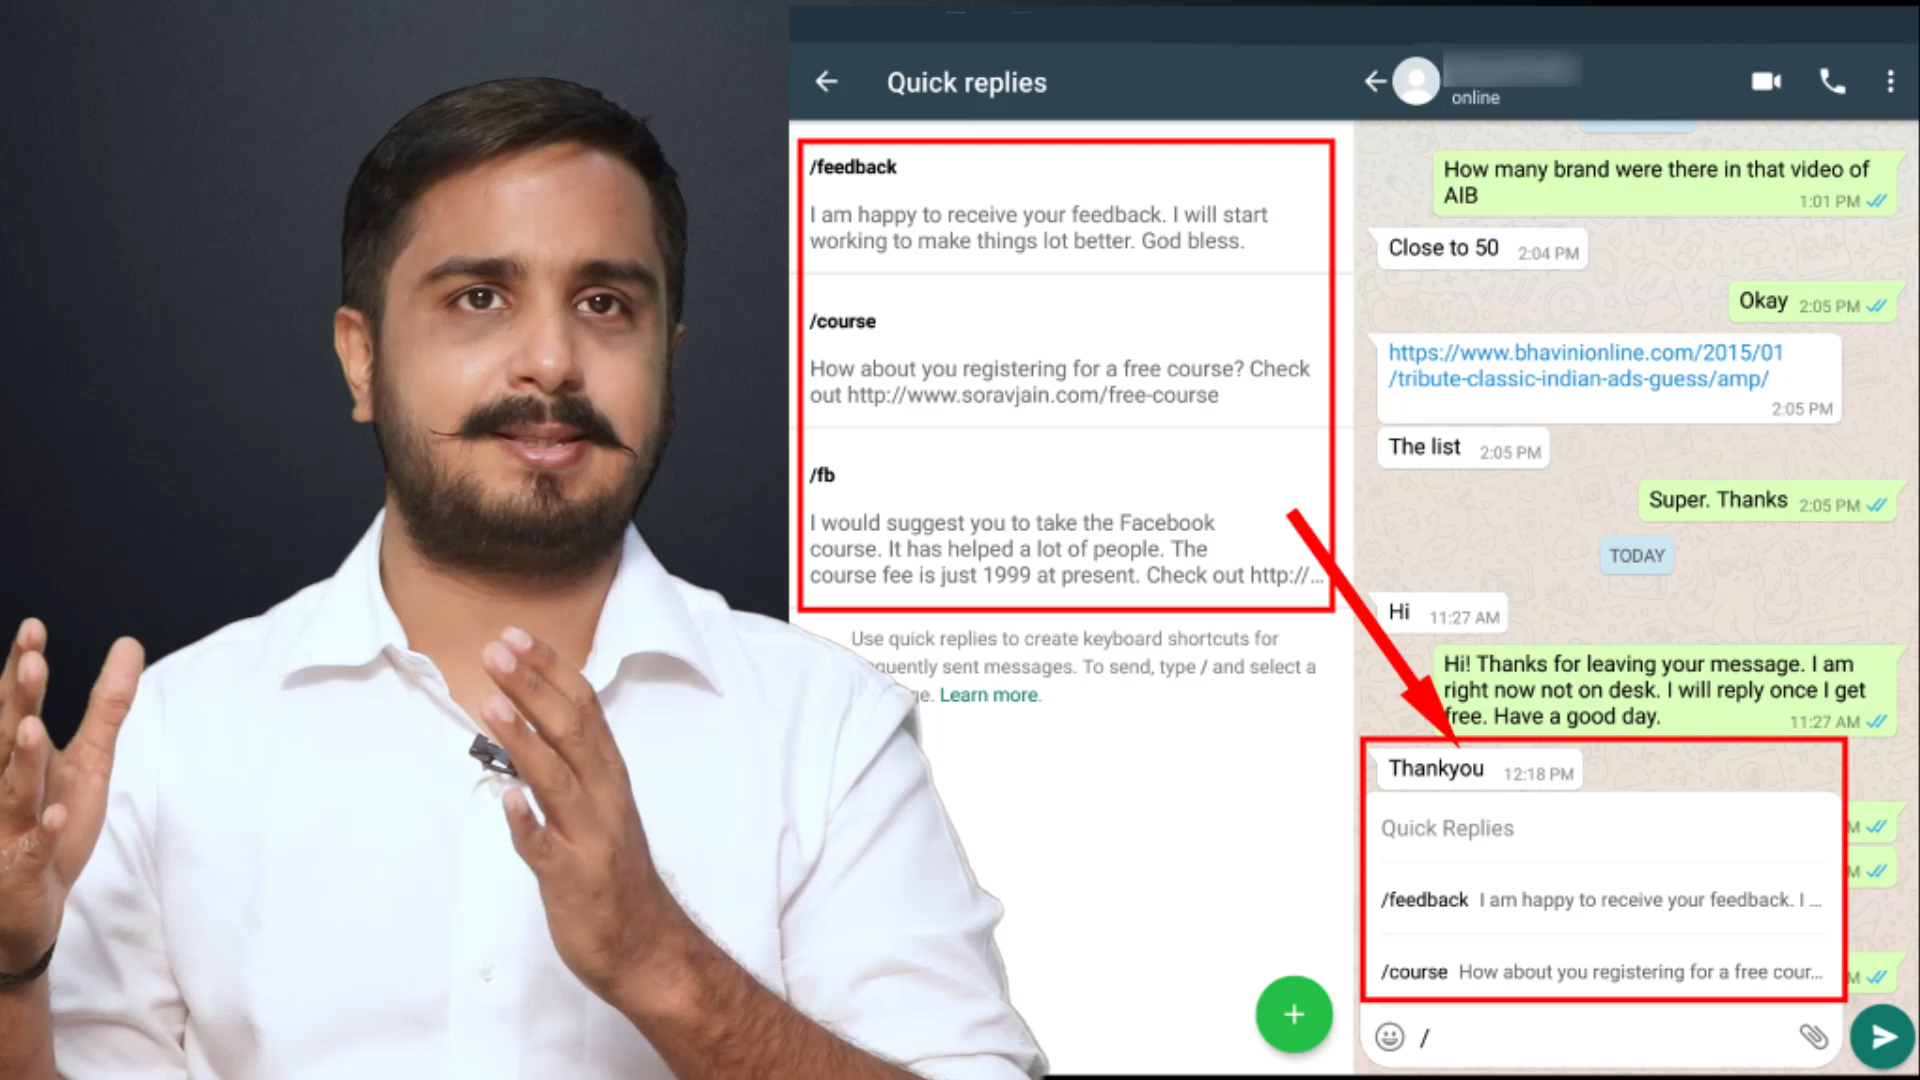 Quick replies
/feedback
I am happy to receive your feedback. I will start
working to make things lot better. God bless.
/course
How about you registering for a free course? Check
out http://www.soravjain.com/free-course
/fb
I would suggest you to take the Facebook
course. It has helped a lot of people. The
course fee is just 1999 at present. Check out http://...
Use quick replies to create keyboard shortcuts for
quently sent messages. To send, type / and select a
ge. Learn more.
online
How many brand were there in that video of
AIB
1:01 PM
Close to 50 2:04 PM
Okay 2:05 PM
https://www.bhavinionline.com/2015/01
/tribute-classic-indian-ads-guess/amp/
2:05 PM
The list 2:05 PM
Super. Thanks 2:05 PM
TODAY
Hi 11:27 AM
Hi! Thanks for leaving your message. I am
right now not on desk. I will reply once I get
free. Have a good day. 11:27 AM
Thankyou 12:18 PM
Quick Replies
M
M
/feedback I am happy to receive your feedback. I ...
/course How about you registering for a free cour...
M
/